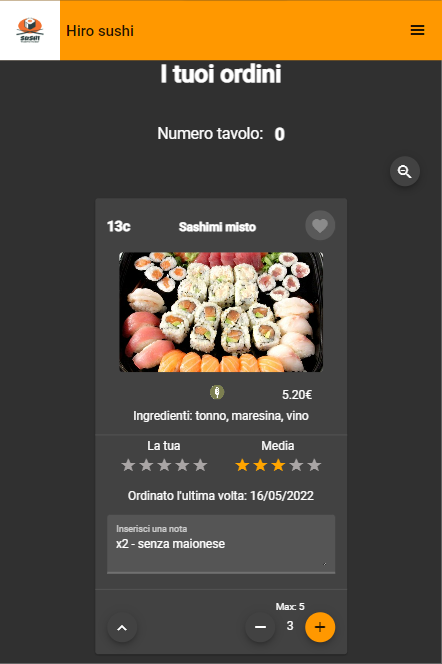 SUSHI
Hiro sushi
I tuoi ordini
Numero tavolo: 0
13c Sashimi misto
5.20€
Ingredienti: tonno, maresina, vino
La tua Media
Ordinato l'ultima volta: 16/05/2022
Inserisci una nota
x2 - senza maionese
Max: 5
3